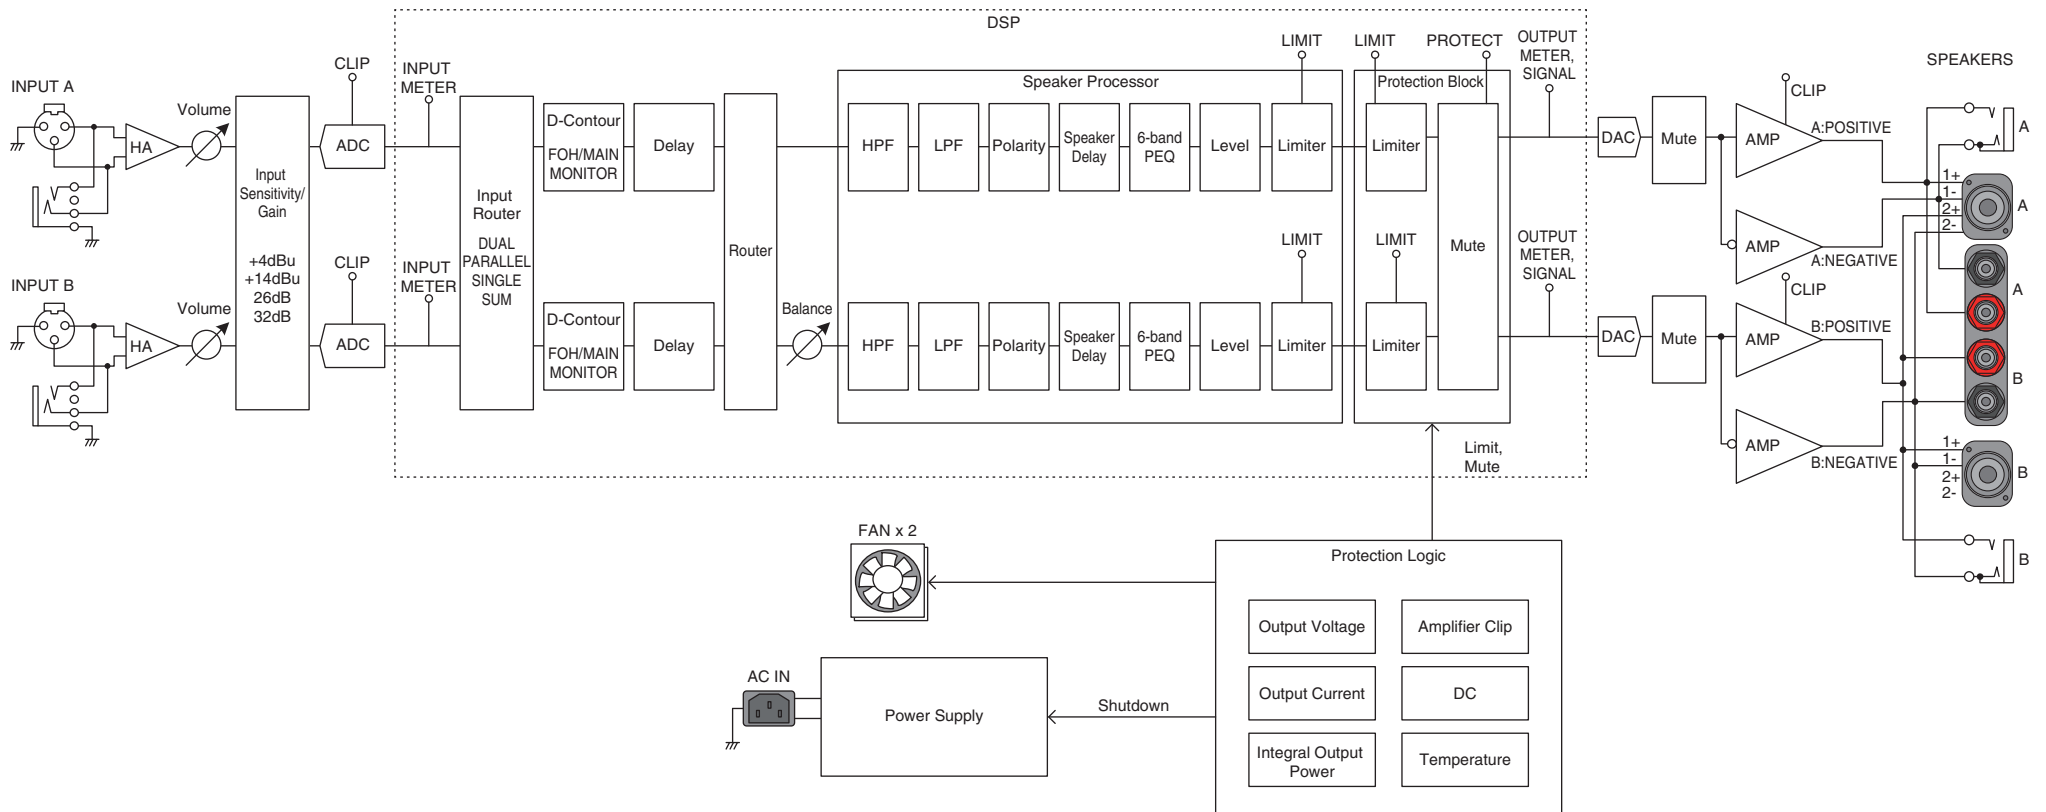 DSP
INPUT A
Volume
HA
CLIP
ADC
INPUT
METER
Input
Sensitivity/
Gain
+4dBu
+14dBu
26dB
32dB
INPUT B
Volume
HA
CLIP
ADC
INPUT
METER
Input
Router
DUAL
PARALLEL
SINGLE
SUM
D-Contour
FOH/MAIN
MONITOR
Delay
D-Contour
FOH/MAIN
MONITOR
Delay
Router
Balance
Speaker Processor
LIMIT
HPF
LPF
Polarity
Speaker
Delay
6-band
PEQ
Level
Limiter
LIMIT
HPF
LPF
Polarity
Speaker
Delay
6-band
PEQ
Level
Limiter
LIMIT
PROTECT
Protection Block
Limiter
LIMIT
Limiter
Mute
OUTPUT
METER,
SIGNAL
OUTPUT
METER,
SIGNAL
Limit,
Mute
DAC
Mute
CLIP
AMP
A:POSITIVE
AMP
A:NEGATIVE
DAC
Mute
CLIP
AMP
B:POSITIVE
AMP
B:NEGATIVE
SPEAKERS
A
1+
1-
2+
2-
A
A
B
1+
1-
2+
2-
B
B
FAN x 2
AC IN
Power Supply
Shutdown
Protection Logic
Output Voltage
Amplifier Clip
Output Current
DC
Integral Output
Power
Temperature